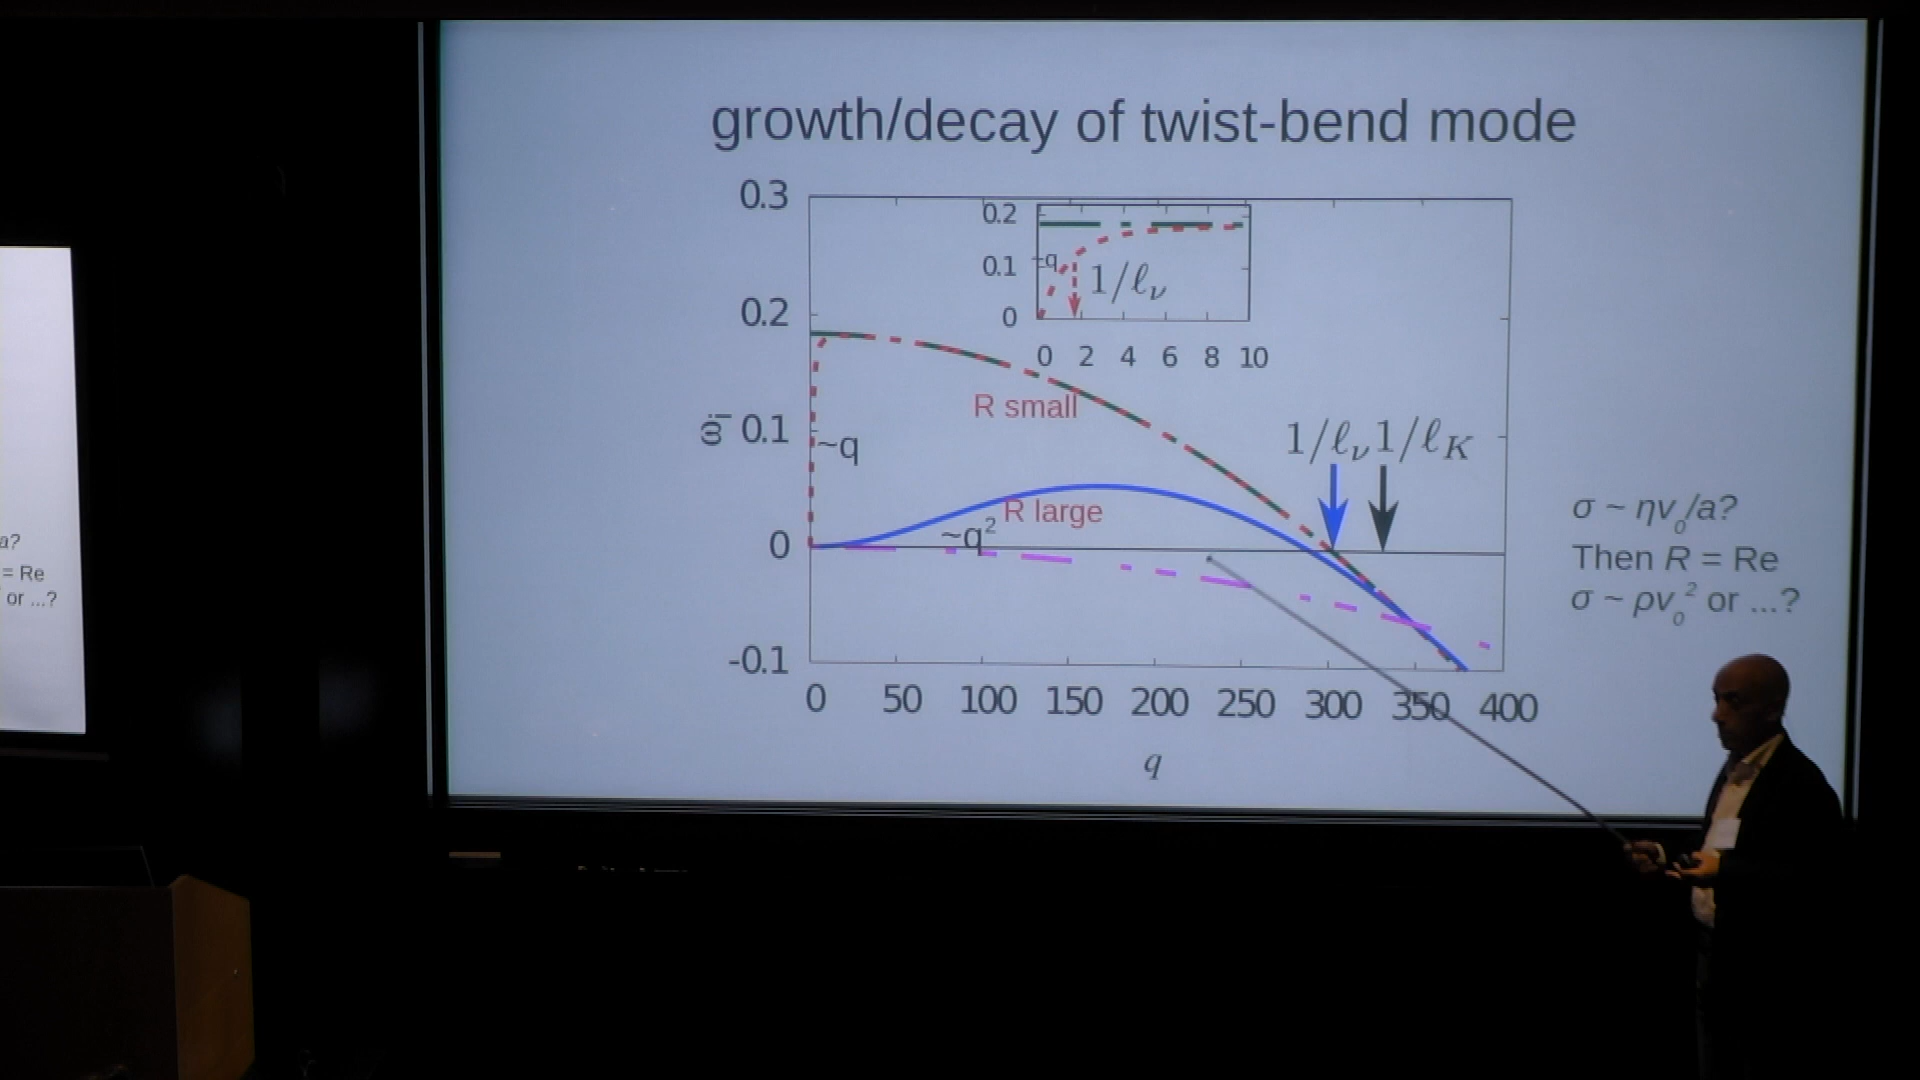 growth/decay of twist-bend mode
0.3
0.2
0.1
0
-0.1
ωi
0.2
0.1
0
~q
1/ℓν
0 2 4 6 8 10
R small
~q
1/ℓν 1/ℓK
R large
~q²
0 50 100 150 200 250 300 350 400
q
σ ~ ηv₀/a?
Then R = Re
σ ~ ρv₀² or ...?
a?
= Re
or ...?